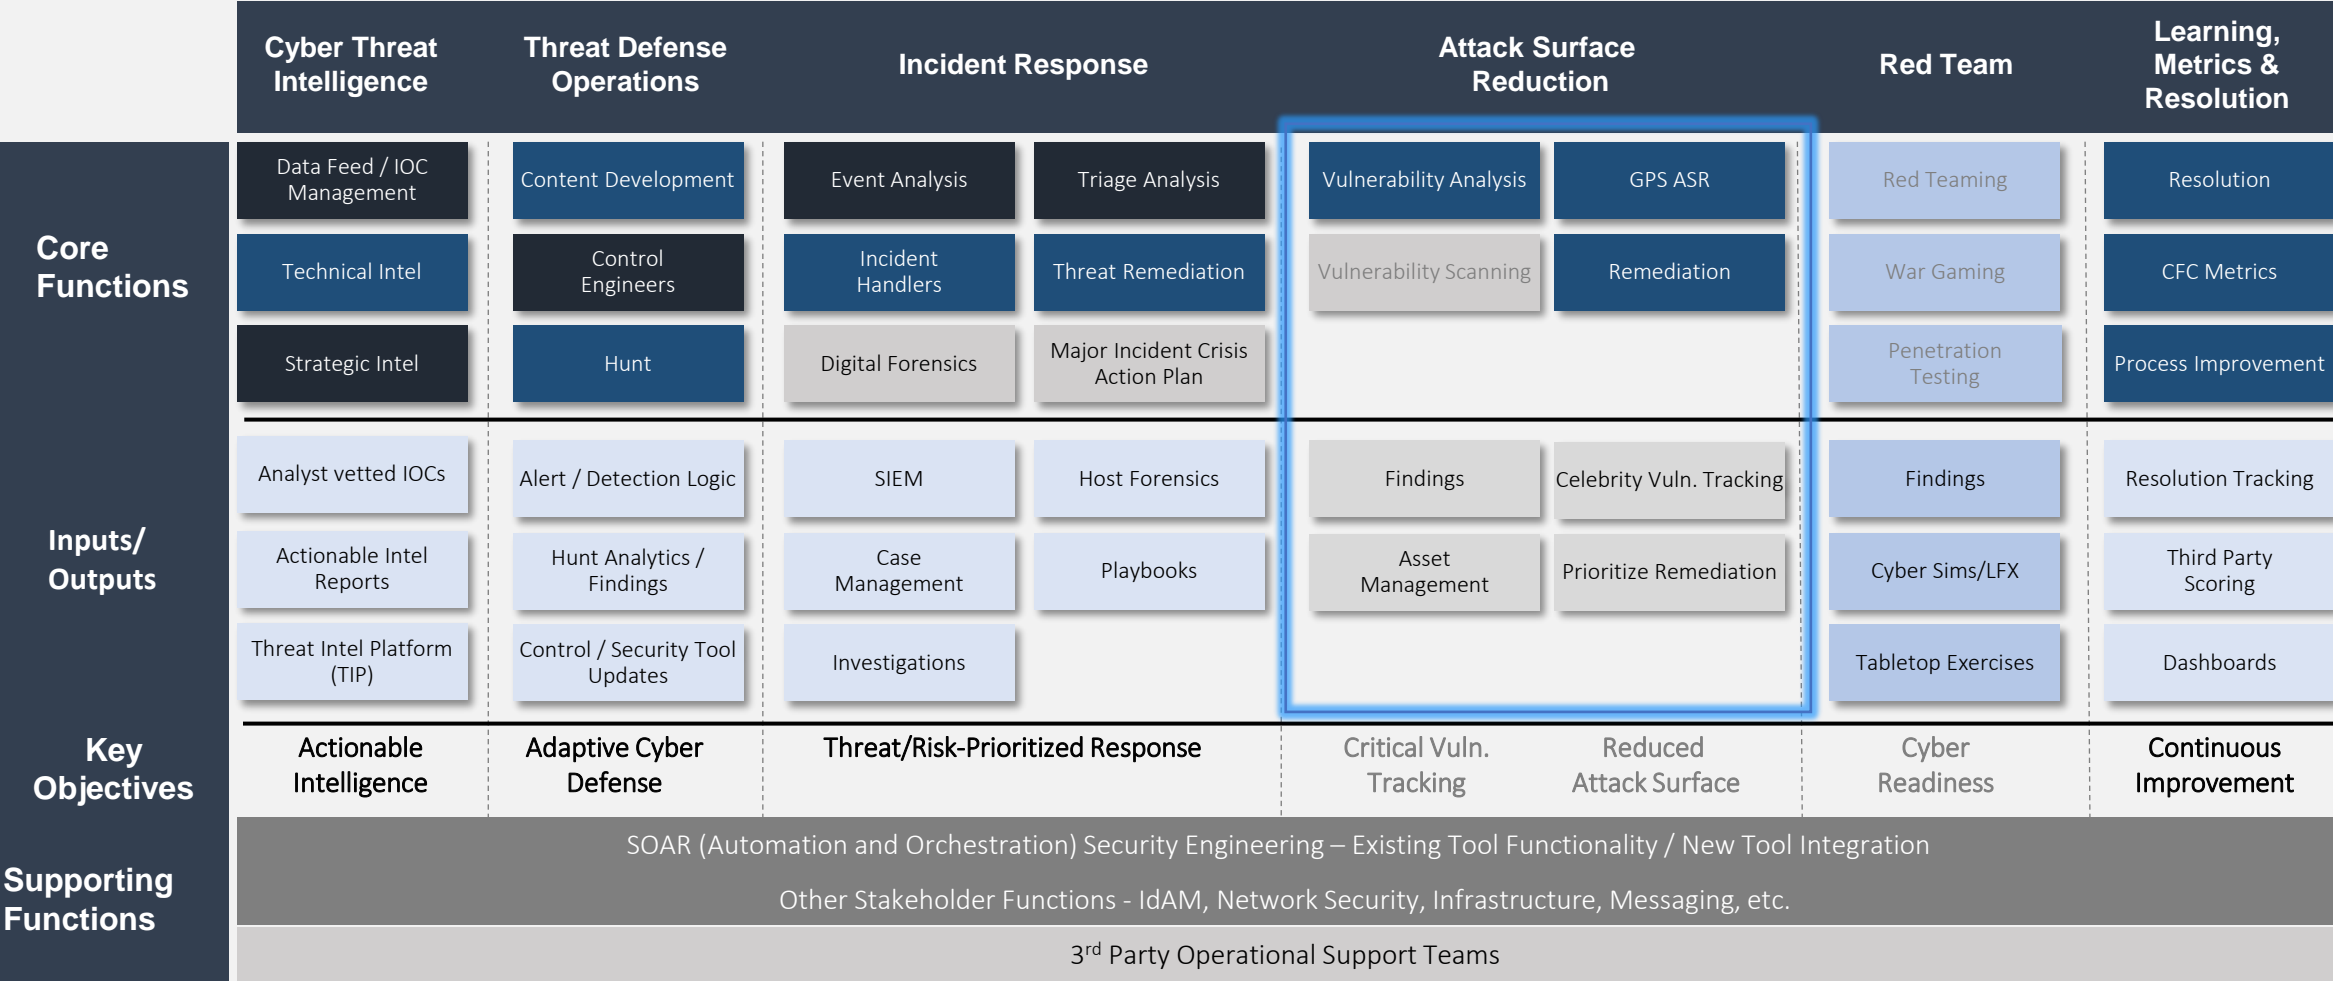 Cyber Threat
Intelligence
Threat Defense
Operations
Incident Response
Attack Surface
Reduction
Red Team
Learning,
Metrics &
Resolution
Core
Functions
Data Feed / IOC
Management
Content Development
Event Analysis
Triage Analysis
Vulnerability Analysis
GPS ASR
Red Teaming
Resolution
Technical Intel
Control
Engineers
Incident
Handlers
Threat Remediation
Vulnerability Scanning
Remediation
War Gaming
CFC Metrics
Strategic Intel
Hunt
Digital Forensics
Major Incident Crisis
Action Plan
Penetration
Testing
Process Improvement
Inputs/
Outputs
Analyst vetted IOCs
Alert / Detection Logic
SIEM
Host Forensics
Findings
Celebrity Vuln. Tracking
Findings
Resolution Tracking
Actionable Intel
Reports
Hunt Analytics /
Findings
Case
Management
Playbooks
Asset
Management
Prioritize Remediation
Cyber Sims/LFX
Third Party
Scoring
Threat Intel Platform
(TIP)
Control / Security Tool
Updates
Investigations
Tabletop Exercises
Dashboards
Key
Objectives
Actionable
Intelligence
Adaptive Cyber
Defense
Threat/Risk-Prioritized Response
Critical Vuln.
Tracking
Reduced
Attack Surface
Cyber
Readiness
Continuous
Improvement
Supporting
Functions
SOAR (Automation and Orchestration) Security Engineering – Existing Tool Functionality / New Tool Integration
Other Stakeholder Functions - IdAM, Network Security, Infrastructure, Messaging, etc.
3rd Party Operational Support Teams